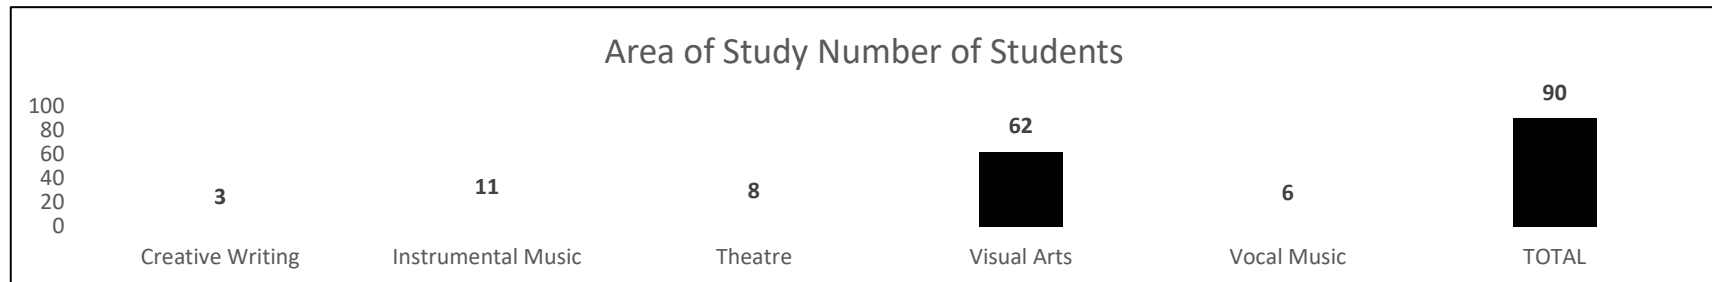 Area of Study Number of Students
100
80
60
40
20
0
3
11
8
62
6
90
Creative Writing
Instrumental Music
Theatre
Visual Arts
Vocal Music
TOTAL